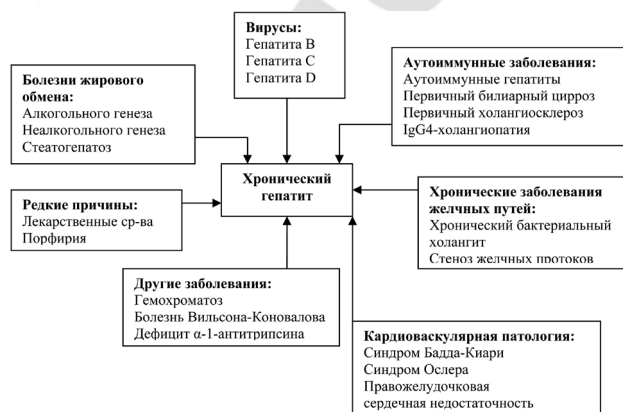 Вирусы:
Гепатита В
Гепатита С
Гепатита D
Болезни жирового
обмена:
Алкогольного генеза
Неалкогольного генеза
Стеатогепатоз
Аутоиммунные заболевания:
Аутоиммунные гепатиты
Первичный билиарный цирроз
Первичный холангиосклероз
IgG4-холангиопатия
Хронический
гепатит
Редкие причины:
Лекарственные ср-ва
Порфирия
Хронические заболевания
желчных путей:
Хронический бактериальный
холангит
Стеноз желчных протоков
Другие заболевания:
Гемохроматоз
Болезнь Вильсона-Коновалова
Дефицит α-1-антитрипсина
Кардиоваскулярная патология:
Синдром Бадда-Киари
Синдром Ослера
Правожелудочковая
сердечная недостаточность